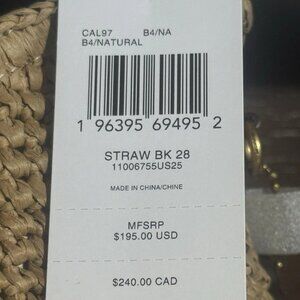 CAL97 B4/NA
B4/NATURAL
1 96395 69495 2
STRAW BK 28
11006755US25
MADE IN CHINA/CHINE
MFSRP
$195.00 USD
$240.00 CAD